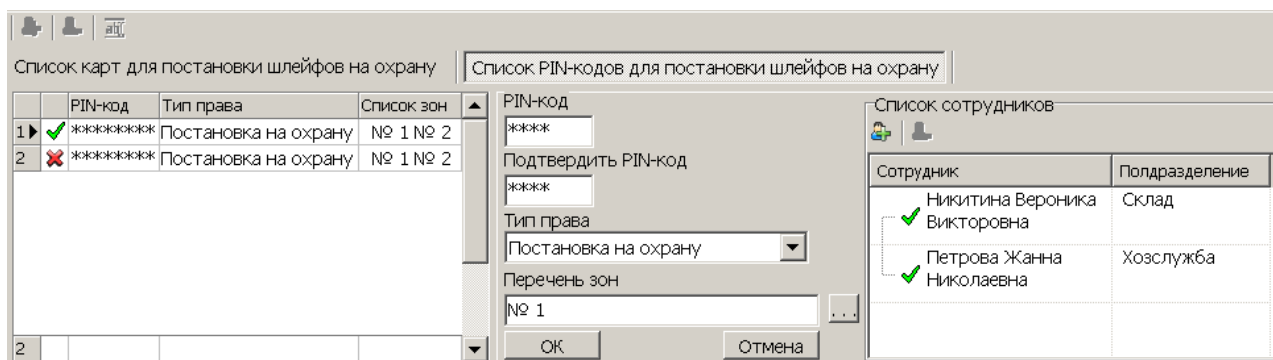 abl
Список карт для постановки шлейфов на охрану
Список PIN-кодов для постановки шлейфов на охрану
PIN-код Тип права Список зон
1 ******** Постановка на охрану № 1 № 2
2 ******** Постановка на охрану № 1 № 2
2
PIN-код
****
Подтвердить PIN-код
****
Тип права
Постановка на охрану
Перечень зон
№ 1
...
ОК Отмена
Список сотрудников
Сотрудник Полдразделение
Никитина Вероника Склад
Викторовна
Петрова Жанна Хозслужба
Николаевна